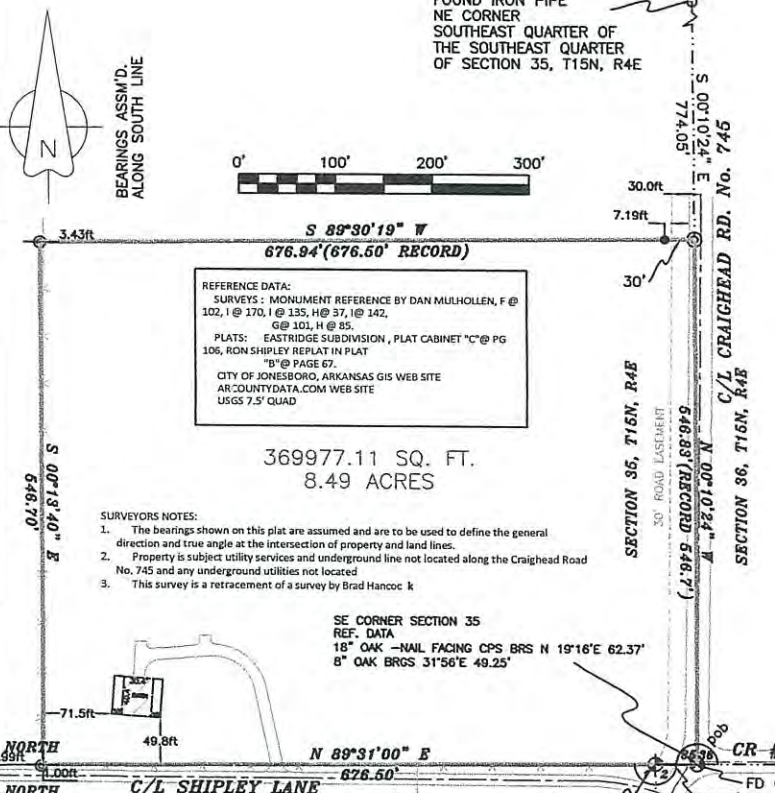 FOUND IRON PIPE
NE CORNER
SOUTHEAST QUARTER OF
THE SOUTHEAST QUARTER
OF SECTION 35, T15N, R4E
BEARINGS ASSM'D.
ALONG SOUTH LINE
N
0' 100' 200' 300'
S 00°10'24" E
774.05'
C/L CRAIGHEAD RD. No. 745
30.0ft
7.19ft
30'
3.43ft
S 89°30'19" W
676.94'(676.50' RECORD)
REFERENCE DATA:
SURVEYS : MONUMENT REFERENCE BY DAN MULHOLLEN, F @
102, I @ 170, I @ 135, H@ 37, I@ 142,
G@ 101, H @ 85.
PLATS: EASTRIDGE SUBDIVISION , PLAT CABINET "C"@ PG
106, RON SHIPLEY REPLAT IN PLAT
"B"@ PAGE 67.
CITY OF JONESBORO, ARKANSAS GIS WEB SITE
ARCOUNTYDATA.COM WEB SITE
USGS 7.5' QUAD
369977.11 SQ. FT.
8.49 ACRES
S 00°13'40" E
546.70'
SECTION 35, T15N, R4E
30' ROAD EASEMENT
546.83'(RECORD 546.7')
N 00°10'24" W
SECTION 36, T15N, R4E
SURVEYORS NOTES:
1. The bearings shown on this plat are assumed and are to be used to define the general
direction and true angle at the intersection of property and land lines.
2. Property is subject utility services and underground line not located along the Craighead Road
No. 745 and any underground utilities not located
3. This survey is a retracement of a survey by Brad Hancoc k
SE CORNER SECTION 35
REF. DATA
18" OAK -NAIL FACING CPS BRS N 19°16'E 62.37'
8" OAK BRGS 31°56'E 49.25'
71.5ft
49.8ft
NORTH
99ft
1.00ft
NORTH
N 89°31'00" E
676.50'
C/L SHIPLEY LANE
pob
35 36
1 2
CR #
FD